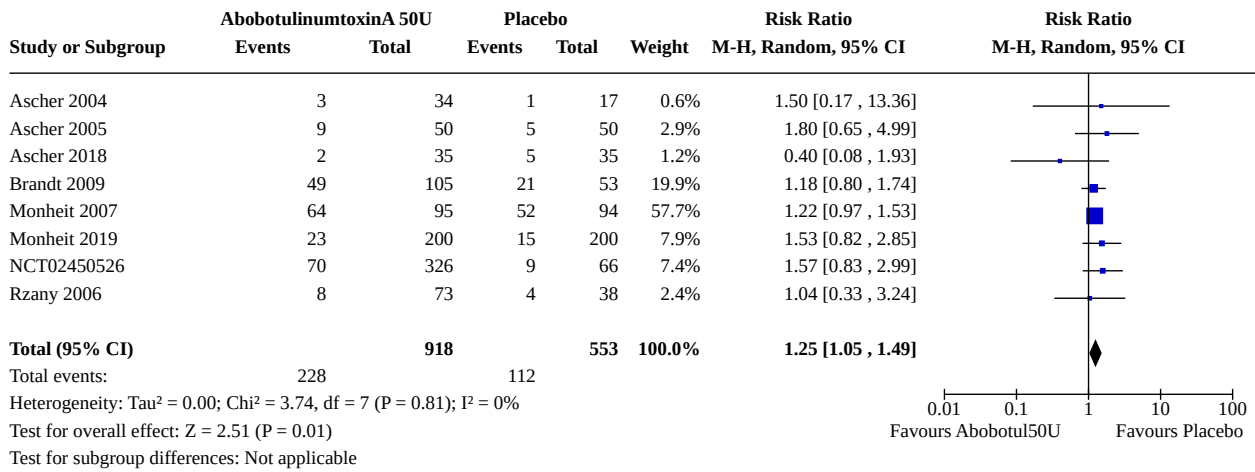 AbobotulinumtoxinA 50U Placebo Risk Ratio Risk Ratio
Study or Subgroup Events Total Events Total Weight M-H, Random, 95% CI M-H, Random, 95% CI
Ascher 2004 3 34 1 17 0.6% 1.50 [0.17 , 13.36]
Ascher 2005 9 50 5 50 2.9% 1.80 [0.65 , 4.99]
Ascher 2018 2 35 5 35 1.2% 0.40 [0.08 , 1.93]
Brandt 2009 49 105 21 53 19.9% 1.18 [0.80 , 1.74]
Monheit 2007 64 95 52 94 57.7% 1.22 [0.97 , 1.53]
Monheit 2019 23 200 15 200 7.9% 1.53 [0.82 , 2.85]
NCT02450526 70 326 9 66 7.4% 1.57 [0.83 , 2.99]
Rzany 2006 8 73 4 38 2.4% 1.04 [0.33 , 3.24]
Total (95% CI) 918 553 100.0% 1.25 [1.05 , 1.49]
Total events: 228 112
Heterogeneity: Tau² = 0.00; Chi² = 3.74, df = 7 (P = 0.81); I² = 0%
Test for overall effect: Z = 2.51 (P = 0.01)
Test for subgroup differences: Not applicable
0.01 0.1 1 10 100
Favours Abobotul50U Favours Placebo